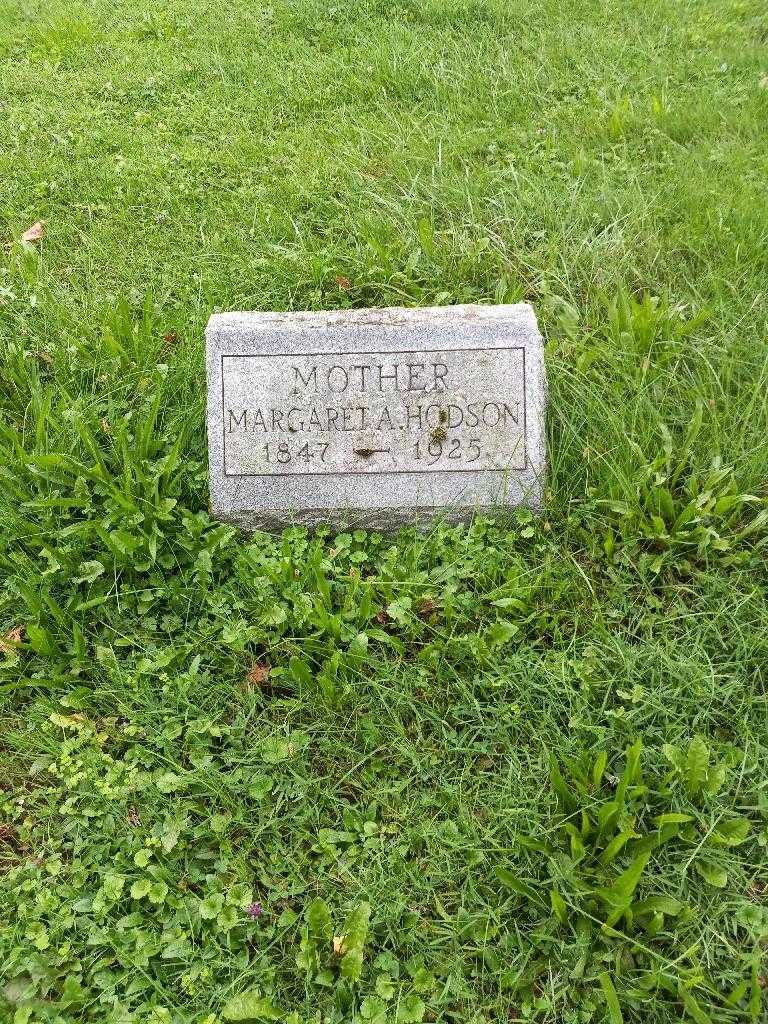 MOTHER
MARGARET A. HODSON
1847 — 1925